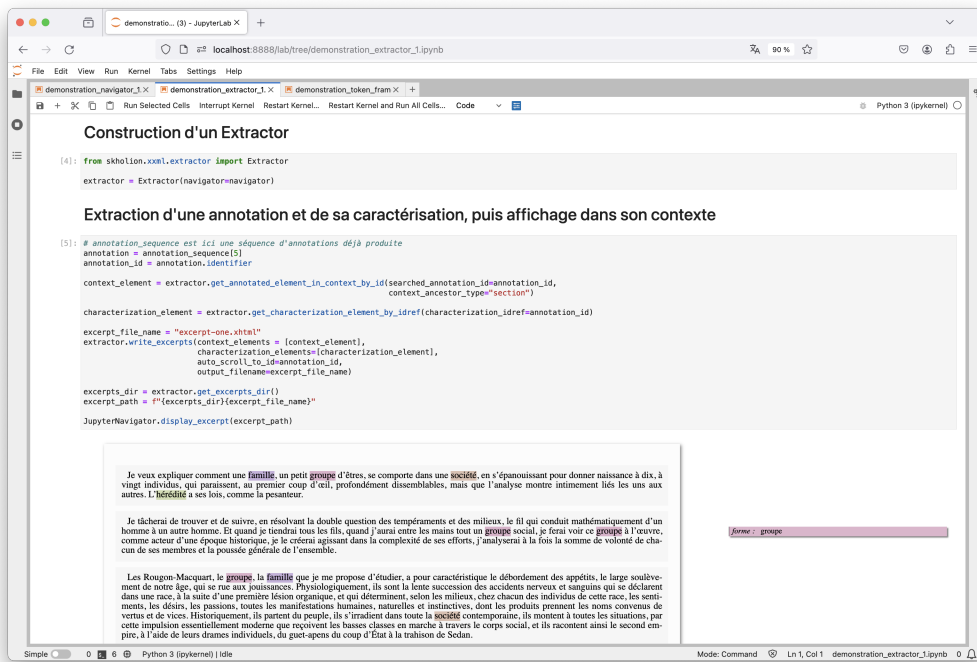 demonstratio... (3) - JupyterLab
localhost:8888/lab/tree/demonstration_extractor_1.ipynb
90 %
File Edit View Run Kernel Tabs Settings Help
demonstration_navigator_1. demonstration_extractor_1. demonstration_token_fram
Run Selected Cells Interrupt Kernel Restart Kernel... Restart Kernel and Run All Cells... Code Python 3 (ipykernel)
Construction d'un Extractor
[4]: from skholion.xxml.extractor import Extractor
extractor = Extractor(navigator=navigator)
Extraction d'une annotation et de sa caractérisation, puis affichage dans son contexte
[5]: # annotation_sequence est ici une séquence d'annotations déjà produite
annotation = annotation_sequence[5]
annotation_id = annotation.identifier
context_element = extractor.get_annotated_element_in_context_by_id(searched_annotation_id=annotation_id,
context_ancestor_type="section")
characterization_element = extractor.get_characterization_element_by_idref(characterization_idref=annotation_id)
excerpt_file_name = "excerpt-one.xhtml"
extractor.write_excerpts(context_elements = [context_element],
characterization_elements=[characterization_element],
auto_scroll_to_id=annotation_id,
output_filename=excerpt_file_name)
excerpts_dir = extractor.get_excerpts_dir()
excerpt_path = f"{excerpts_dir}{excerpt_file_name}"
JupyterNavigator.display_excerpt(excerpt_path)
Je veux expliquer comment une famille, un petit groupe d'êtres, se comporte dans une société, en s'épanouissant pour donner naissance à dix, à
vingt individus, qui paraissent, au premier coup d'œil, profondément dissemblables, mais que l'analyse montre intimement liés les uns aux
autres. L'hérédité a ses lois, comme la pesanteur.
Je tâcherai de trouver et de suivre, en résolvant la double question des tempéraments et des milieux, le fil qui conduit mathématiquement d'un
homme à un autre homme. Et quand je tiendrai tous les fils, quand j'aurai entre les mains tout un groupe social, je ferai voir ce groupe à l'œuvre,
comme acteur d'une époque historique, je le créerai agissant dans la complexité de ses efforts, j'analyserai à la fois la somme de volonté de cha-
cun de ses membres et la poussée générale de l'ensemble.
forme : groupe
Les Rougon-Macquart, le groupe, la famille que je me propose d'étudier, a pour caractéristique le débordement des appétits, le large soulève-
ment de notre âge, qui se rue aux jouissances. Physiologiquement, ils sont la lente succession des accidents nerveux et sanguins qui se déclarent
dans une race, à la suite d'une première lésion organique, et qui déterminent, selon les milieux, chez chacun des individus de cette race, les senti-
ments, les désirs, les passions, toutes les manifestations humaines, naturelles et instinctives, dont les produits prennent les noms convenus de
vertus et de vices. Historiquement, ils partent du peuple, ils s'irradient dans toute la société contemporaine, ils montent à toutes les situations, par
cette impulsion essentiellement moderne que reçoivent les basses classes en marche à travers le corps social, et ils racontent ainsi le second em-
pire, à l'aide de leurs drames individuels, du guet-apens du coup d'État à la trahison de Sedan.
Simple 0 6 Python 3 (ipykernel) | Idle Mode: Command Ln 1, Col 1 demonstration_extractor_1.ipynb 0